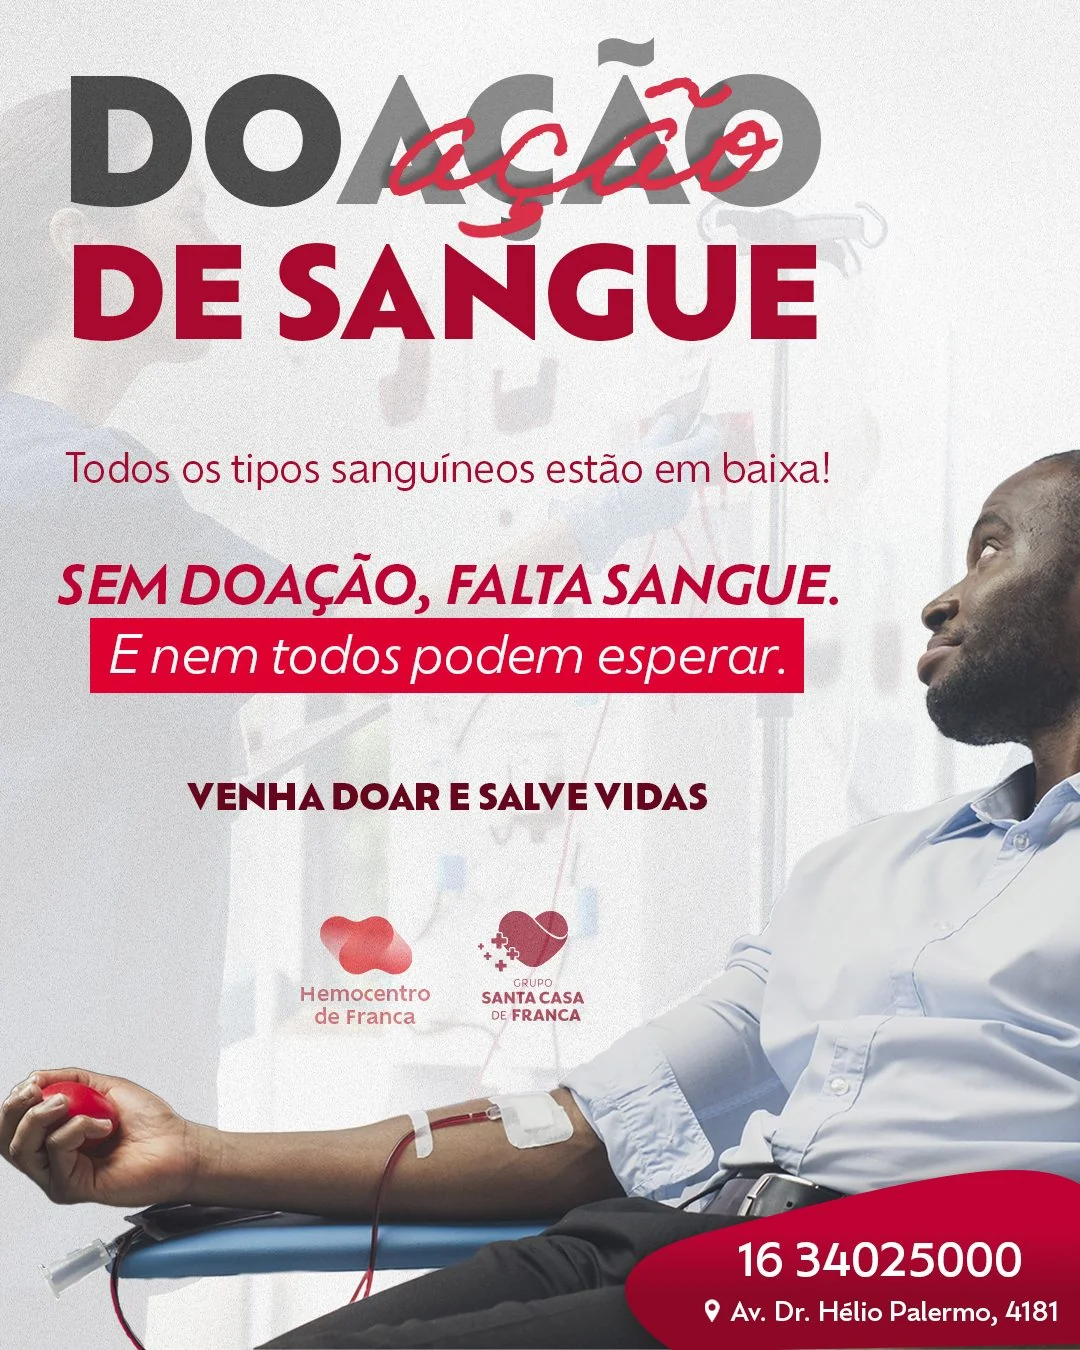 DOAÇÃO
ação
DE SANGUE
Todos os tipos sanguíneos estão em baixa!
SEM DOAÇÃO, FALTA SANGUE.
E nem todos podem esperar.
VENHA DOAR E SALVE VIDAS
Hemocentro
de Franca
GRUPO
SANTA CASA
DE FRANCA
16 34025000
Av. Dr. Hélio Palermo, 4181